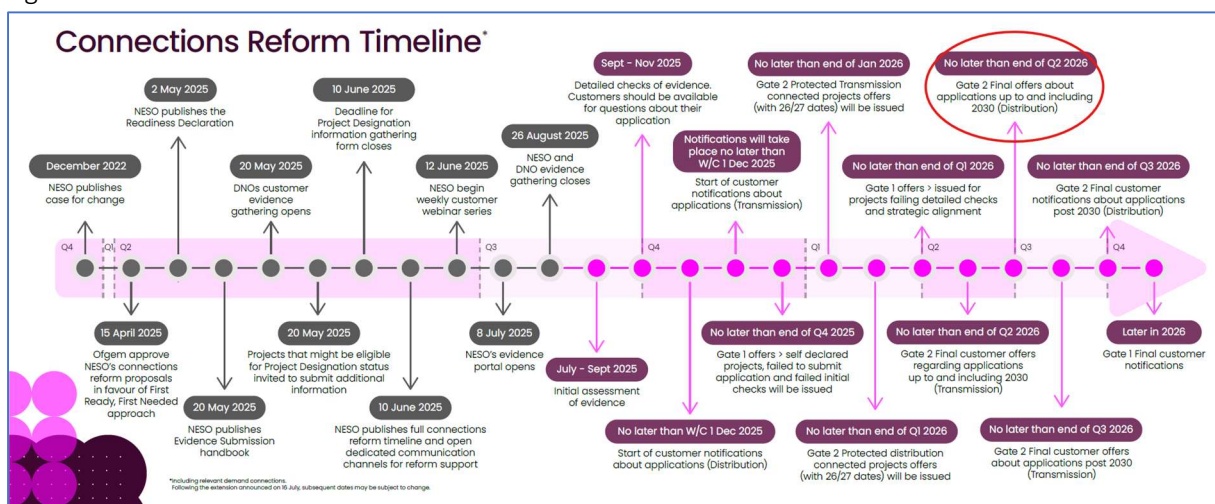 Connections Reform Timeline*
December 2022
NESO publishes
case for change
2 May 2025
NESO publishes the
Readiness Declaration
20 May 2025
DNOs customer
evidence
gathering opens
10 June 2025
Deadline for
Project Designation
information gathering
form closes
12 June 2025
NESO begin
weekly customer
webinar series
26 August 2025
NESO and
DNO evidence
gathering closes
Sept - Nov 2025
Detailed checks of evidence.
Customers should be available
for questions about their
application
Notifications will take
place no later than
W/C 1 Dec 2025
Start of customer
notifications about
applications (Transmission)
No later than end of Jan 2026
Gate 2 Protected Transmission
connected projects offers
(with 26/27 dates) will be issued
No later than end of Q1 2026
Gate 1 offers > issued for
projects failing detailed checks
and strategic alignment
No later than end of Q2 2026
Gate 2 Final offers about
applications up to and including
2030 (Distribution)
No later than end of Q3 2026
Gate 2 Final customer
notifications about applications
post 2030 (Distribution)
Q4
Q1
Q2
Q3
Q4
Q1
Q2
Q3
Q4
15 April 2025
Ofgem approve
NESO's connections
reform proposals
in favour of First
Ready, First Needed
approach
20 May 2025
NESO publishes
Evidence Submission
handbook
20 May 2025
Projects that might be eligible
for Project Designation status
invited to submit additional
information
10 June 2025
NESO publishes full connections
reform timeline and open
dedicated communication
channels for reform support
8 July 2025
NESO's evidence
portal opens
July - Sept 2025
Initial assessment
of evidence
No later than W/C 1 Dec 2025
Start of customer notifications
about applications (Distribution)
No later than end of Q4 2025
Gate 1 offers > self declared
projects, failed to submit
application and failed initial
checks will be issued
No later than end of Q1 2026
Gate 2 Protected distribution
connected projects offers
(with 26/27 dates) will be issued
No later than end of Q2 2026
Gate 2 Final customer offers
regarding applications
up to and including 2030
(Transmission)
No later than end of Q3 2026
Gate 2 Final customer offers
about applications post 2030
(Transmission)
Later in 2026
Gate 1 Final customer
notifications
*Including relevant demand connections.
Following the extension announced on 16 July, subsequent dates may be subject to change.